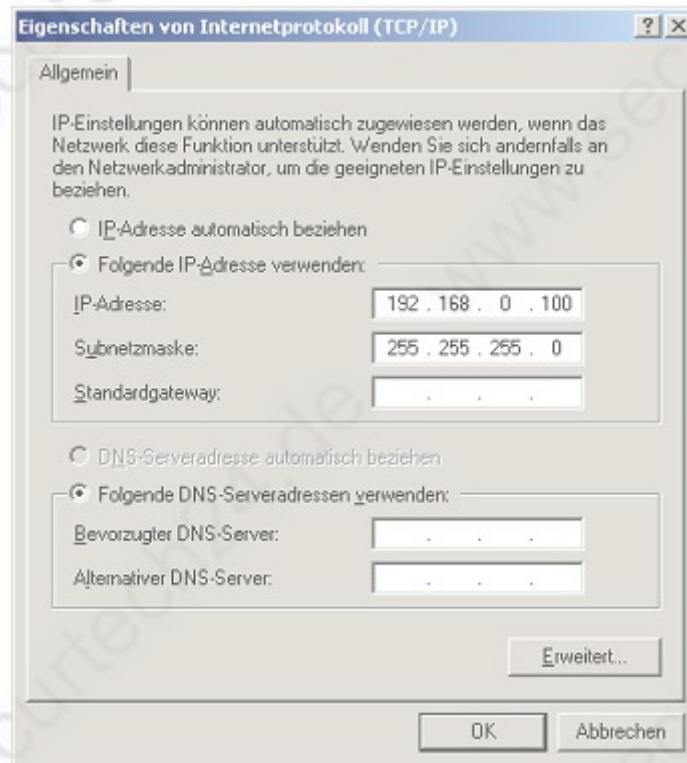 Eigenschaften von Internetprotokoll (TCP/IP)
Allgemein
IP-Einstellungen können automatisch zugewiesen werden, wenn das
Netzwerk diese Funktion unterstützt. Wenden Sie sich andernfalls an
den Netzwerkadministrator, um die geeigneten IP-Einstellungen zu
beziehen.
IP-Adresse automatisch beziehen
Folgende IP-Adresse verwenden:
IP-Adresse: 192 . 168 . 0 . 100
Subnetzmaske: 255 . 255 . 255 . 0
Standardgateway: . . .
DNS-Serveradresse automatisch beziehen
Folgende DNS-Serveradressen verwenden:
Bevorzugter DNS-Server: . . .
Alternativer DNS-Server: . . .
Erweitert...
OK Abbrechen